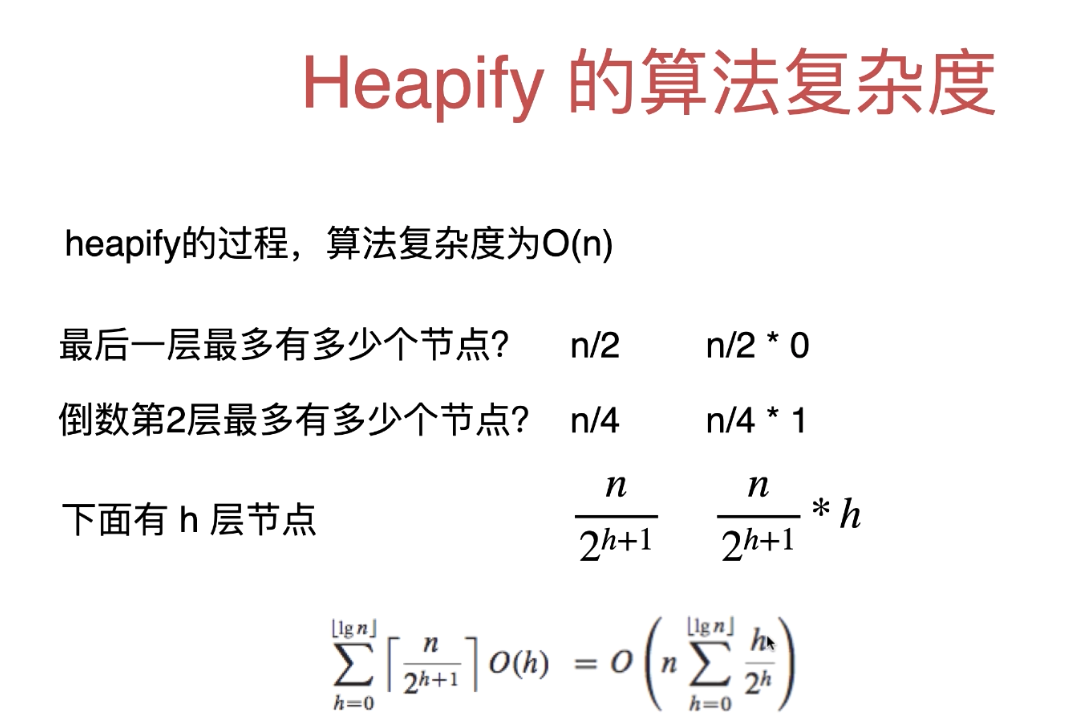 Heapify 的算法复杂度
heapify的过程，算法复杂度为O(n)
最后一层最多有多少个节点? n/2 n/2 * 0
倒数第2层最多有多少个节点? n/4 n/4 * 1
下面有 h 层节点 $\frac{n}{2^{h+1}}$ $\frac{n}{2^{h+1}} * h$
$\sum_{h=0}^{\lfloor \lg n \rfloor} \left\lceil \frac{n}{2^{h+1}} \right\rceil O(h) = O\left( n \sum_{h=0}^{\lfloor \lg n \rfloor} \frac{h}{2^h} \right)$